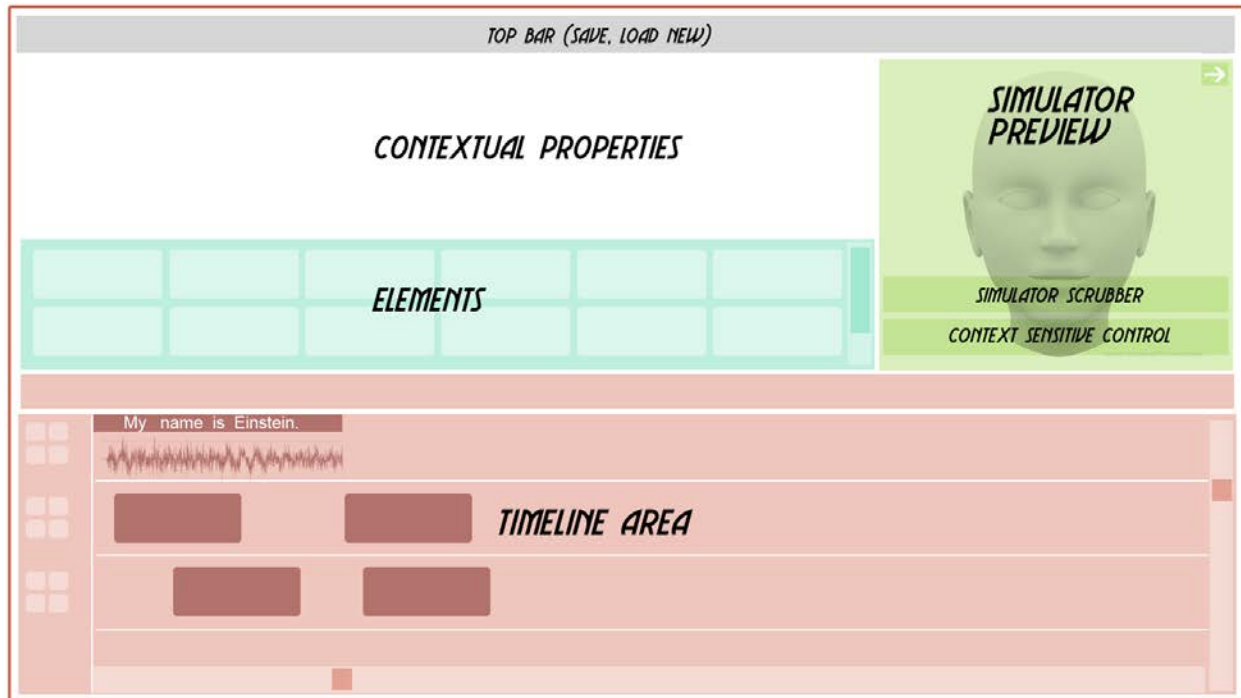 TOP BAR (SAVE, LOAD NEW)
CONTEXTUAL PROPERTIES
SIMULATOR
PREVIEW
ELEMENTS
SIMULATOR SCRUBBER
CONTEXT SENSITIVE CONTROL
My name is Einstein.
TIMELINE AREA